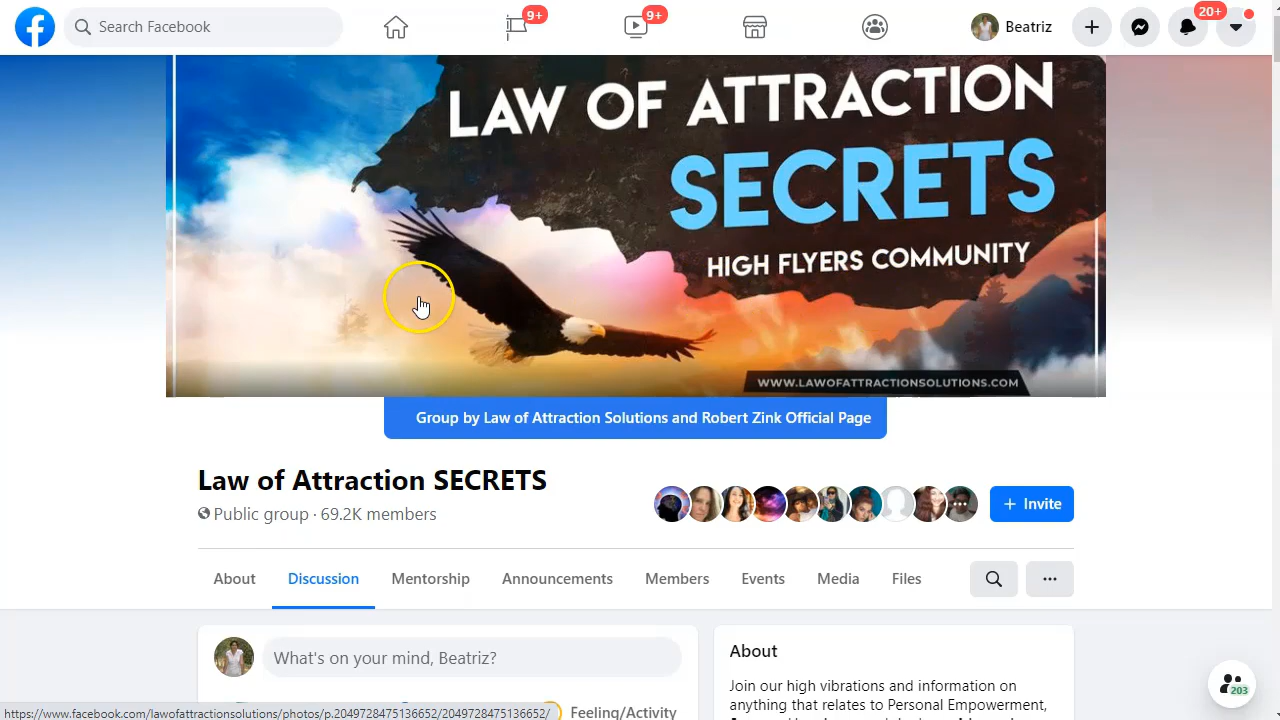 Search Facebook
9+
9+
Beatriz
20+
LAW OF ATTRACTION
SECRETS
HIGH FLYERS COMMUNITY
WWW.LAWOFATTRACTIONSOLUTIONS.COM
Group by Law of Attraction Solutions and Robert Zink Official Page
Law of Attraction SECRETS
Public group · 69.2K members
+ Invite
About
Discussion
Mentorship
Announcements
Members
Events
Media
Files
What's on your mind, Beatriz?
Feeling/Activity
About
Join our high vibrations and information on
anything that relates to Personal Empowerment,
203
https://www.facebook.com/lawofattractionsolutions/photos/p.2049728475136652/2049728475136652/